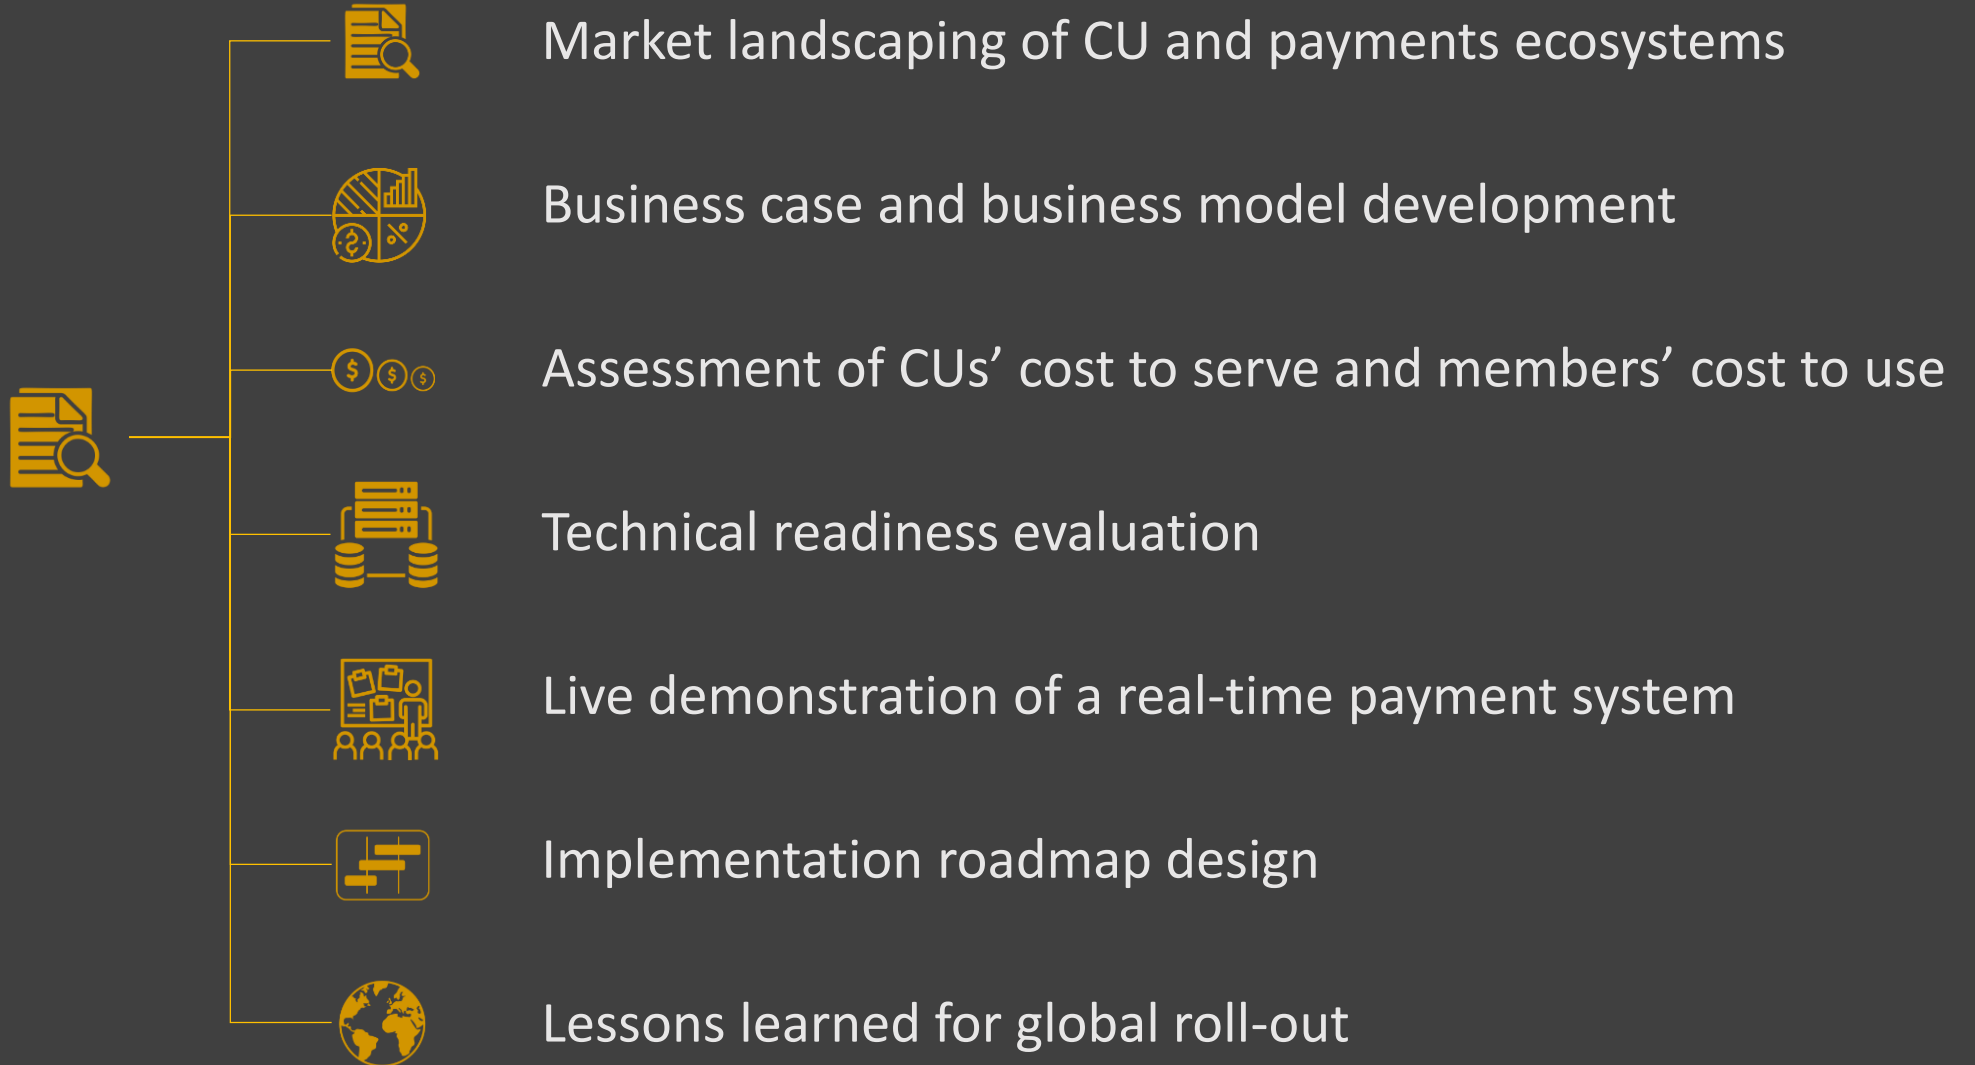 Market landscaping of CU and payments ecosystems
Business case and business model development
Assessment of CUs’ cost to serve and members’ cost to use
Technical readiness evaluation
Live demonstration of a real-time payment system
Implementation roadmap design
Lessons learned for global roll-out